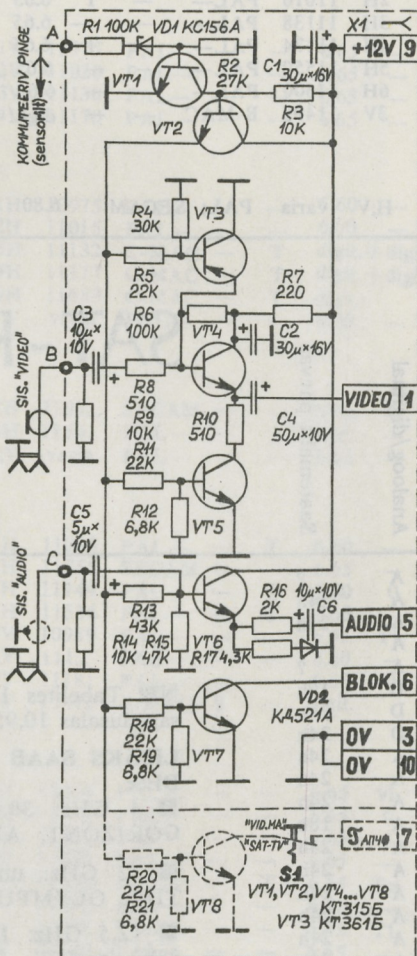 A
R1 100K
VD1 KC156A
X1
+12V 9
KOMMUTEERIV PINGE
(sensorilt)
VT1
R2
27K
C1
30µ×16V
R3
10K
VT2
R4
30K
VT3
R5
22K
R7
220
C3
10µ×
10V
R6
100K
VT4
C2
30µ×16V
B
SIS. "VIDEO"
R8
510
R9
10K
R11
22K
R10
510
C4
50µ×10V
VIDEO 1
C5
5µ×
10V
R12
6,8K
VT5
C
SIS. "AUDIO"
R16
2K
10µ×10V
C6
AUDIO 5
R13
43K
R14
10K
R15
47K
VT6
R17 4,3K
BLOK. 6
VD2
КД521А
0V 3
0V 10
R18
22K
R19
6,8K
VT7
"VID.MA"
"SAT-TV"
S1
АПЧФ 7
R20
22K
R21
6,8K
VT8
VT1,VT2,VT4...VT8
КТ315Б
VT3 КТ361Б